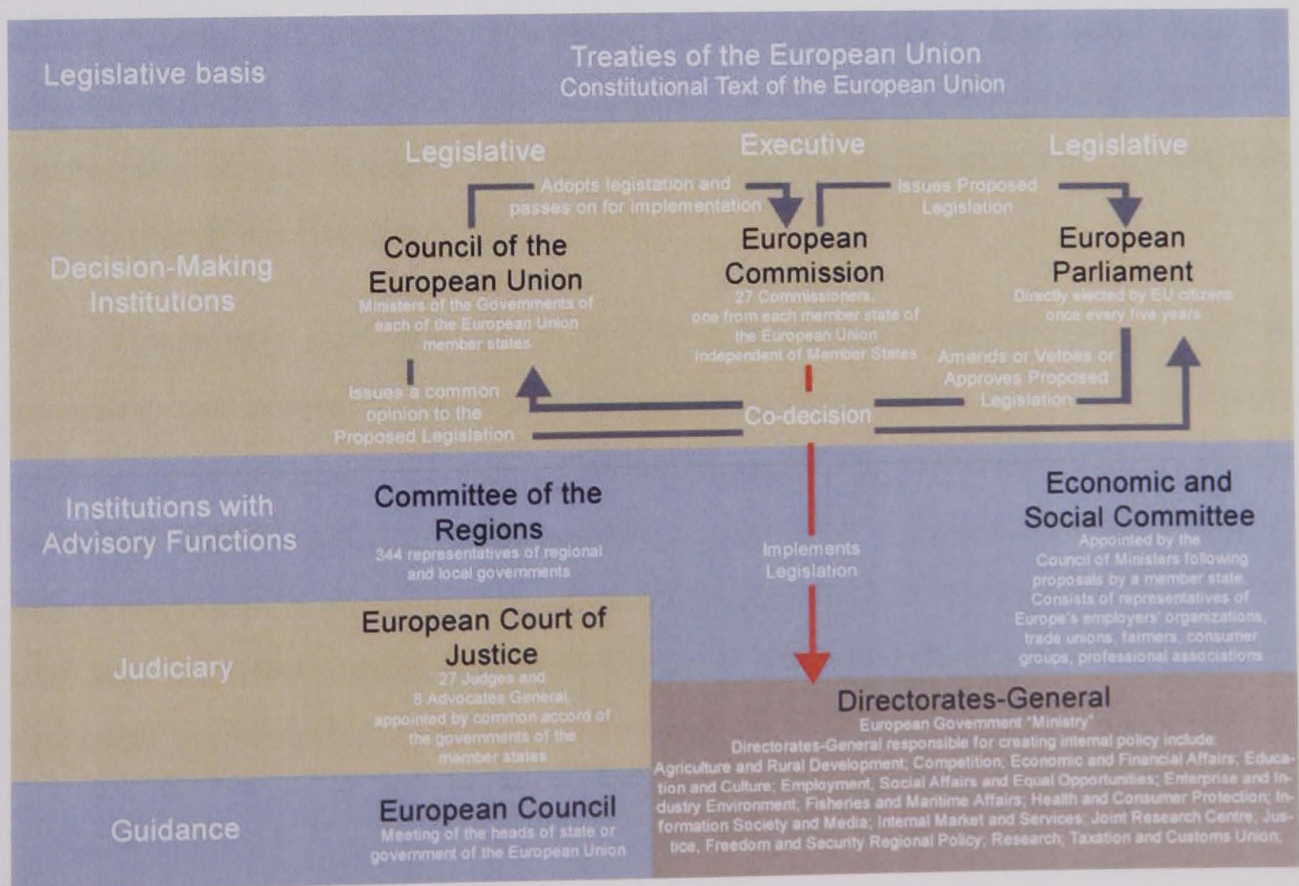 Legislative basis
Treaties of the European Union
Constitutional Text of the European Union
Legislative
Executive
Legislative
Adopts legistation and
passes on for implementation
Issues Proposed
Legislation
Decision-Making
Institutions
Council of the
European Union
Ministers of the Governments of
each of the European Union
member states
European
Commission
27 Commissioners,
one from each member state of
the European Union
Independent of Member States
European
Parliament
Directly elected by EU citizens
once every five years
Issues a common
opinion to the
Proposed Legislation
Co-decision
Amends or Vetoes or
Approves Proposed
Legislation
Institutions with
Advisory Functions
Committee of the
Regions
344 representatives of regional
and local governments
Implements
Legislation
Economic and
Social Committee
Appointed by the
Council of Ministers following
proposals by a member state.
Consists of representatives of
Europe's employers' organizations,
trade unions, farmers, consumer
groups, professional associations
Judiciary
European Court of
Justice
27 Judges and
8 Advocates General,
appointed by common accord of
the governments of the
member states
Directorates-General
European Government "Ministry"
Directorates-General responsible for creating internal policy include:
Agriculture and Rural Development; Competition; Economic and Financial Affairs; Educa-
tion and Culture; Employment, Social Affairs and Equal Opportunities; Enterprise and In-
dustry Environment; Fisheries and Maritime Affairs; Health and Consumer Protection; In-
formation Society and Media; Internal Market and Services; Joint Research Centre; Jus-
tice, Freedom and Security Regional Policy; Research; Taxation and Customs Union;
Guidance
European Council
Meeting of the heads of state or
government of the European Union